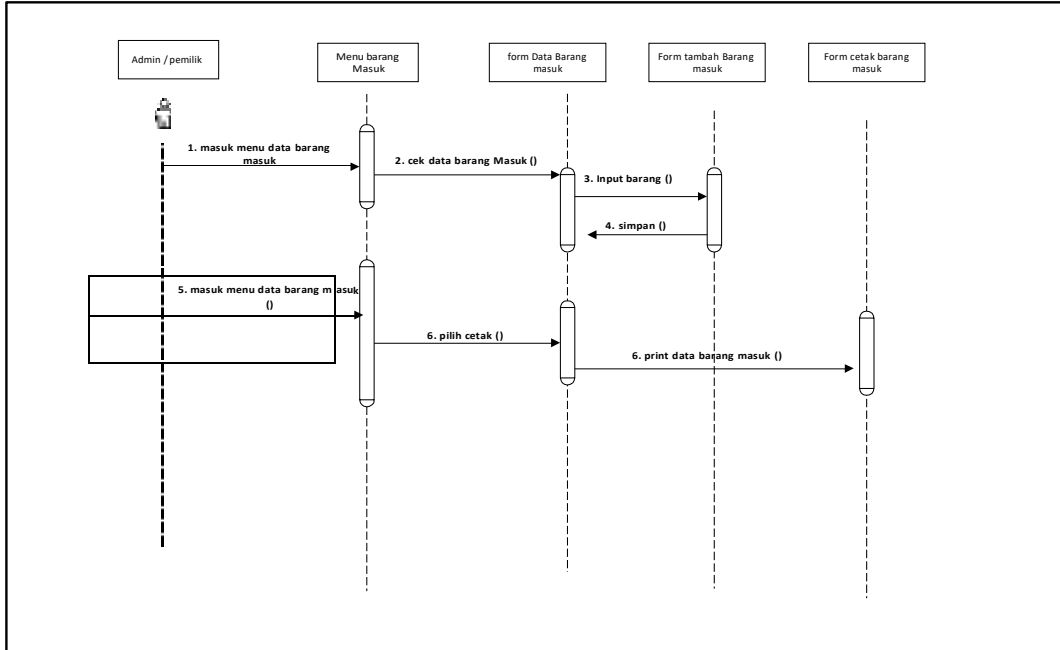 Admin / pemilik
Menu barang
Masuk
form Data Barang
masuk
Form tambah Barang
masuk
Form cetak barang
masuk
1. masuk menu data barang
masuk
2. cek data barang Masuk ()
3. Input barang ()
4. simpan ()
5. masuk menu data barang masuk
()
6. pilih cetak ()
6. print data barang masuk ()